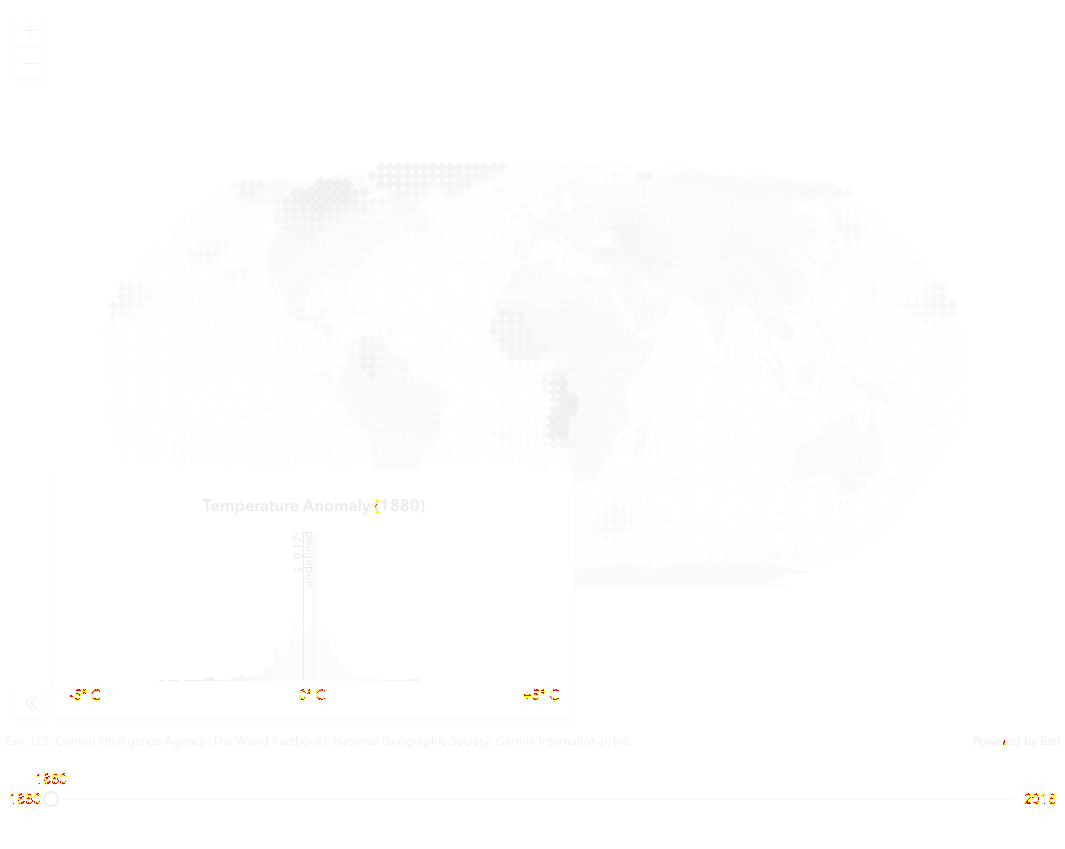 Temperature Anomaly (1880)
x̄ -0.17°
undefined
-5° C
0° C
+5° C
Esri, U.S. Central Intelligence Agency (The World Factbook), National Geographic Society; Garmin International, Inc.
Powered by Esri
1880
1880
2018